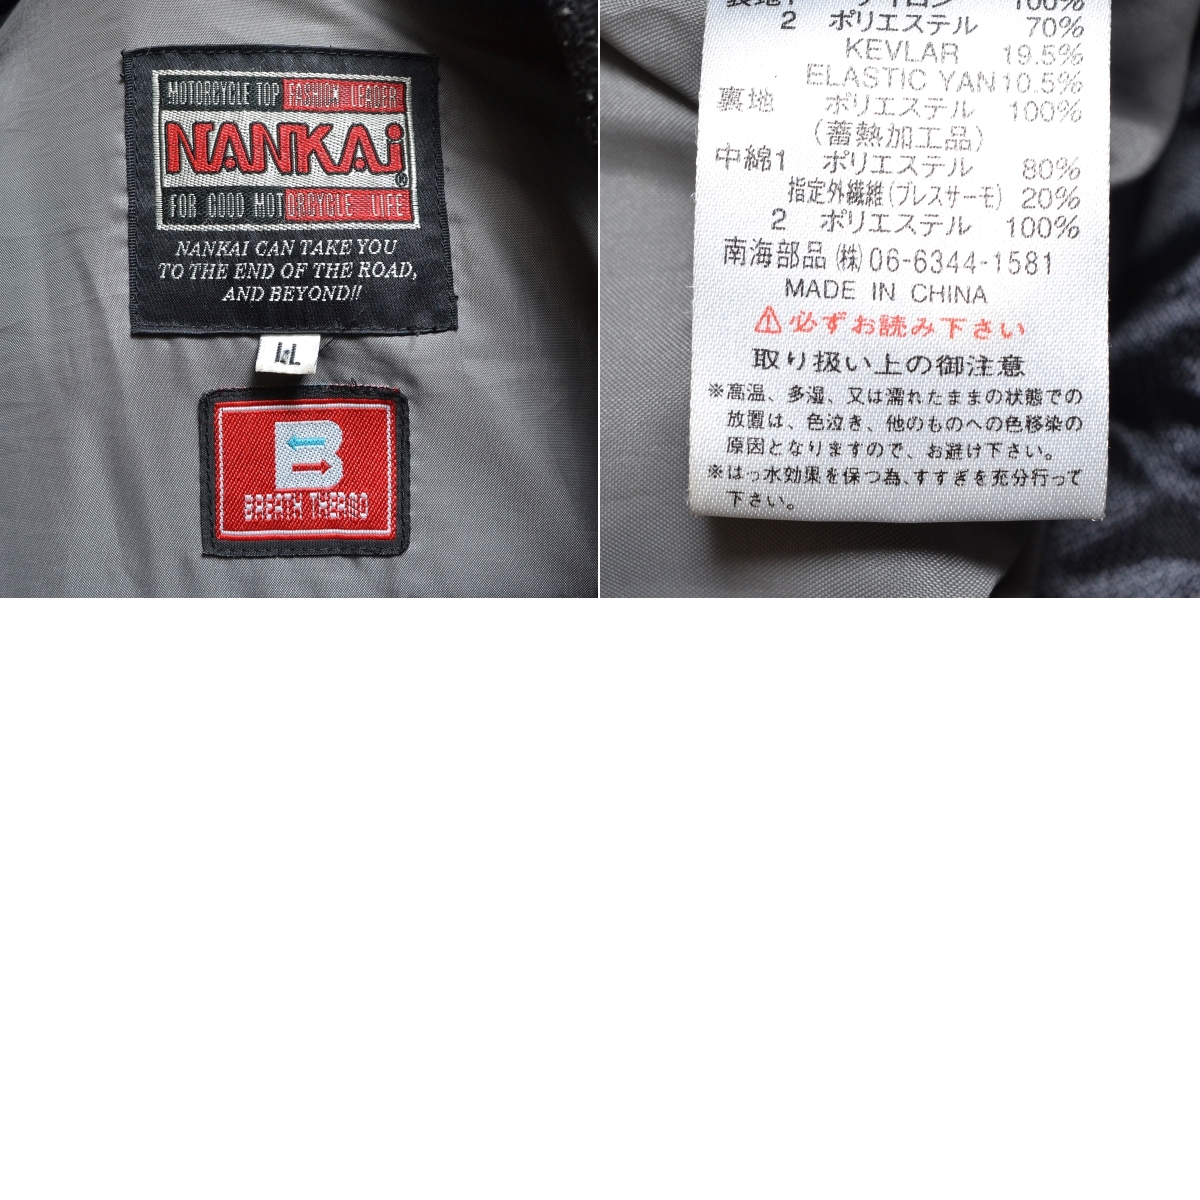 MOTORCYCLE TOP FASHION LEADER
NANKAi
®
FOR GOOD MOTORCYCLE LIFE
NANKAI CAN TAKE YOU
TO THE END OF THE ROAD,
AND BEYOND!!
LL
B
BREATH THERMO
100%
2 ポリエステル 70%
KEVLAR 19.5%
ELASTIC YAN10.5%
裏地 ポリエステル 100%
(蓄熱加工品)
中綿1 ポリエステル 80%
指定外繊維(ブレスサーモ) 20%
2 ポリエステル 100%
南海部品(株)06-6344-1581
MADE IN CHINA
⚠必ずお読み下さい
取り扱い上の御注意
※高温、多湿、又は濡れたままの状態での
放置は、色泣き、他のものへの色移染の
原因となりますので、お避け下さい。
※はっ水効果を保つ為、すすぎを充分行って
下さい。